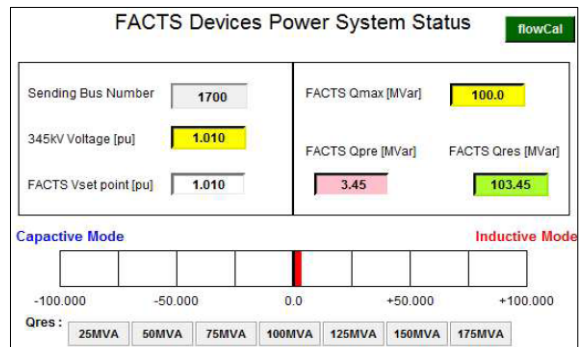 FACTS Devices Power System Status
flowCal
Sending Bus Number 1700
345kV Voltage [pu] 1.010
FACTS Vset point [pu] 1.010
FACTS Qmax [MVar] 100.0
FACTS Qpre [MVar] FACTS Qres [MVar]
3.45 103.45
Capactive Mode Inductive Mode
-100.000 -50.000 0.0 +50.000 +100.000
Qres :
25MVA 50MVA 75MVA 100MVA 125MVA 150MVA 175MVA